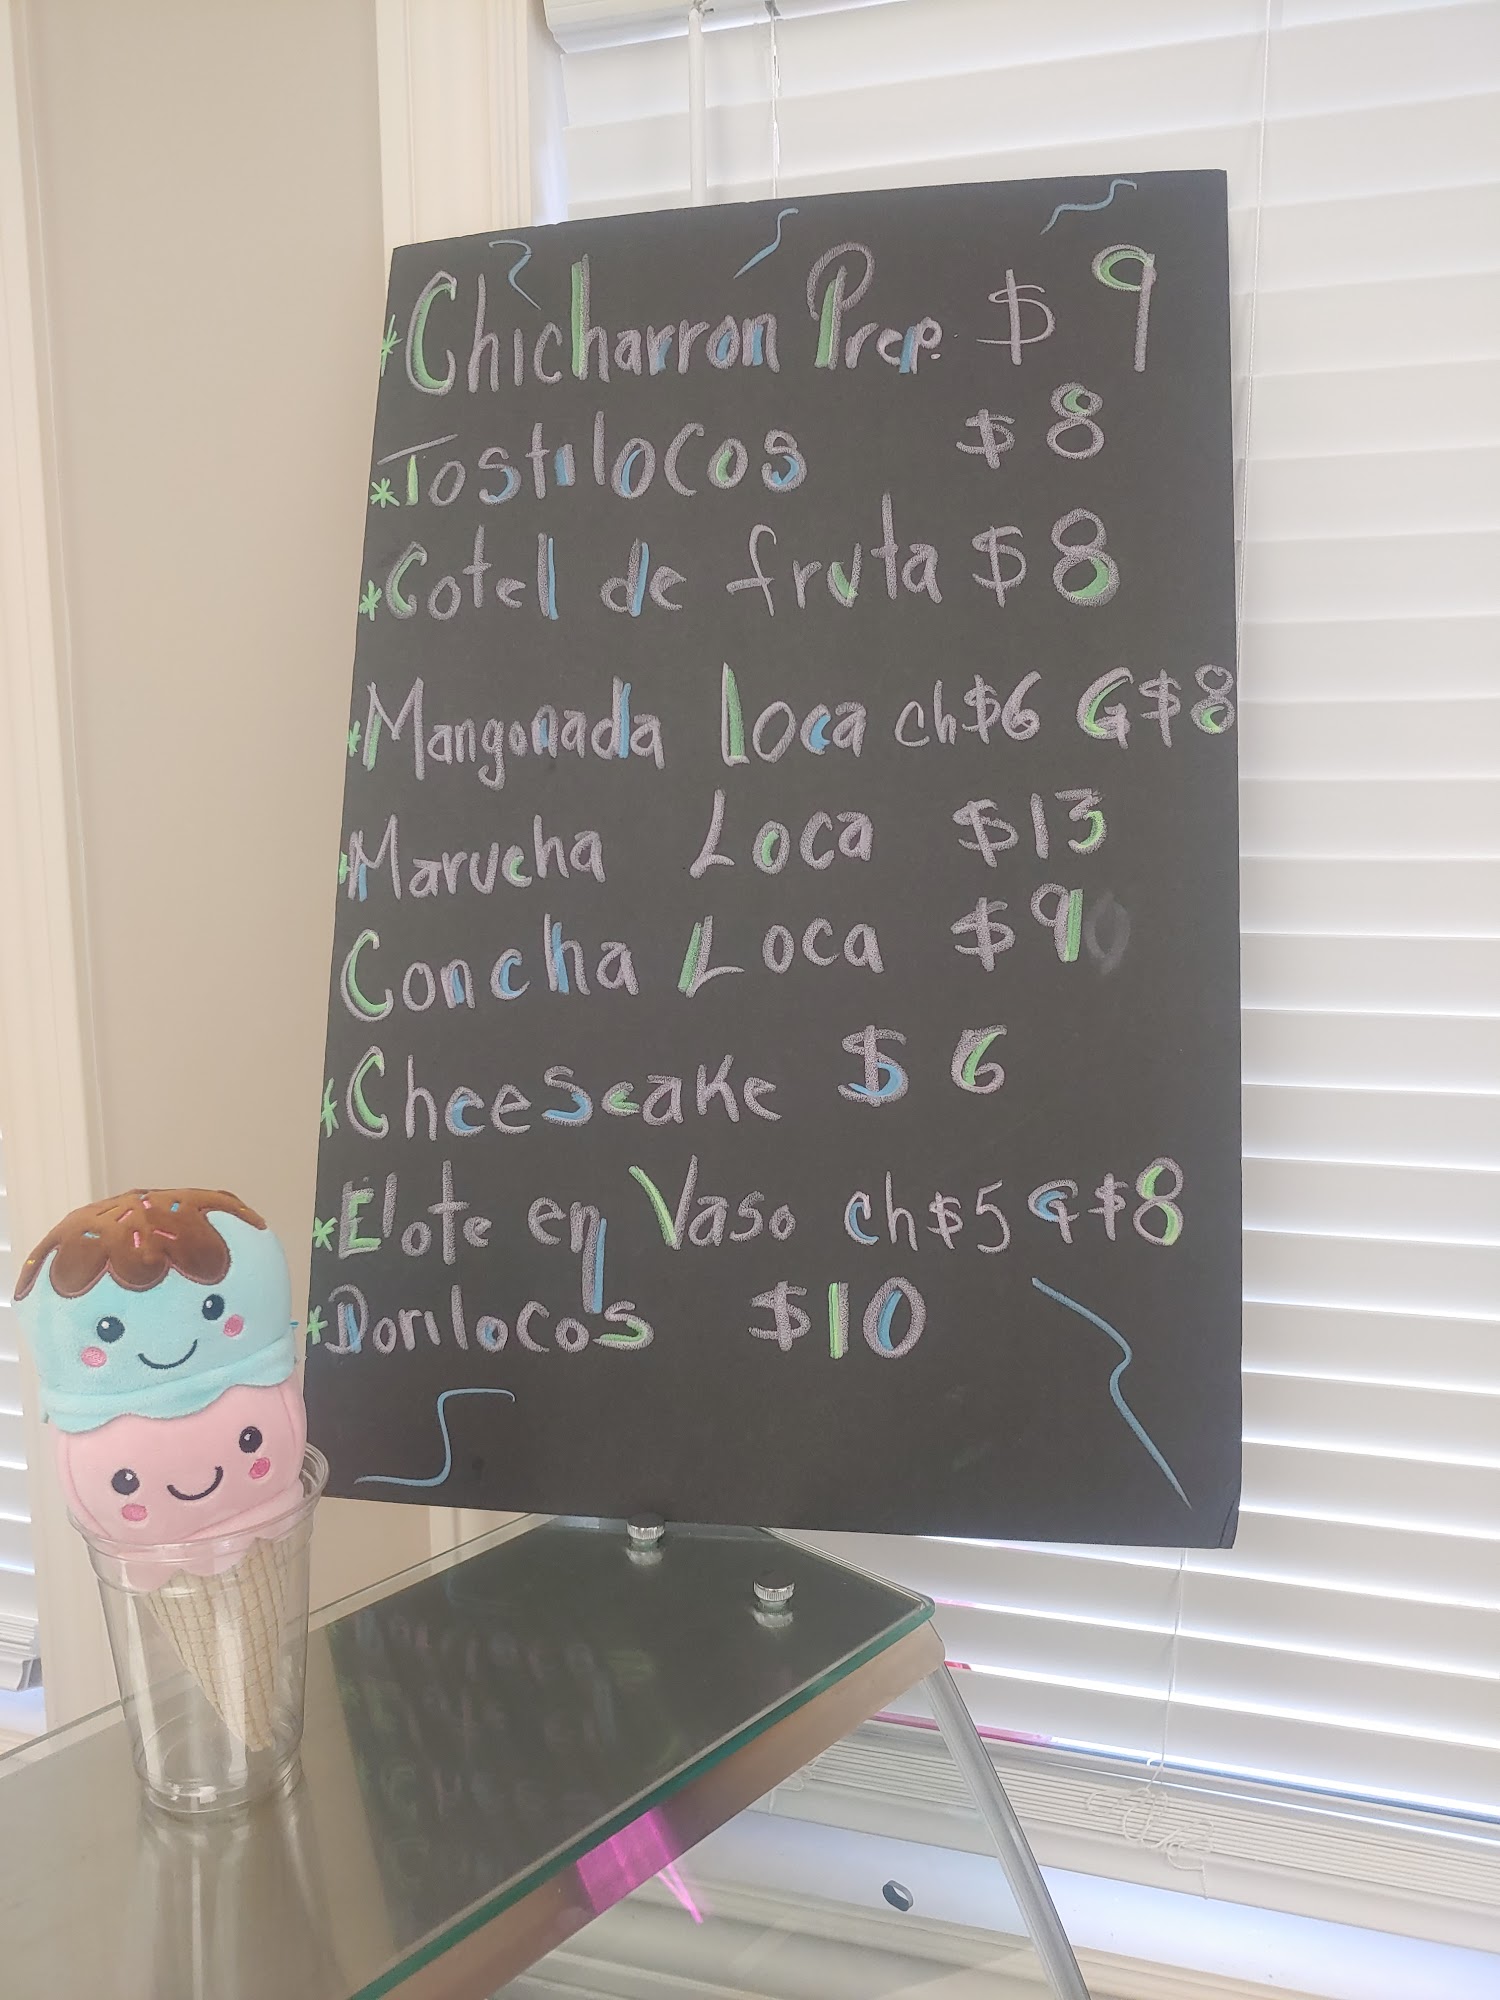 *Chicharron Prep. $ 9
*Tostilocos $ 8
*Cotel de fruta $ 8
*Mangonada Loca ch $6 G $8
*Marucha Loca $13
Concha Loca $9
*Cheesecake $ 6
*Elote en Vaso ch $5 G $8
*Dorilocos $10